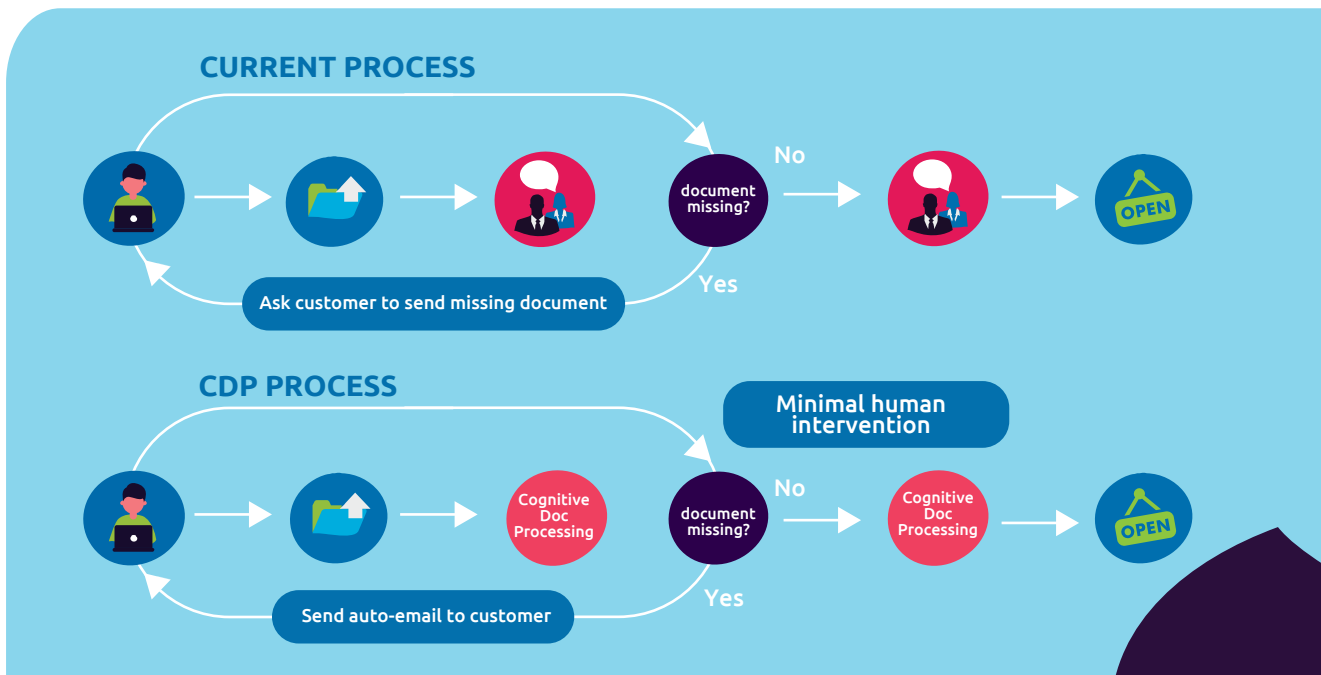 CURRENT PROCESS
No
document
missing?
OPEN
Yes
Ask customer to send missing document
CDP PROCESS
Minimal human
intervention
No
Cognitive
Doc
Processing
document
missing?
Cognitive
Doc
Processing
OPEN
Yes
Send auto-email to customer